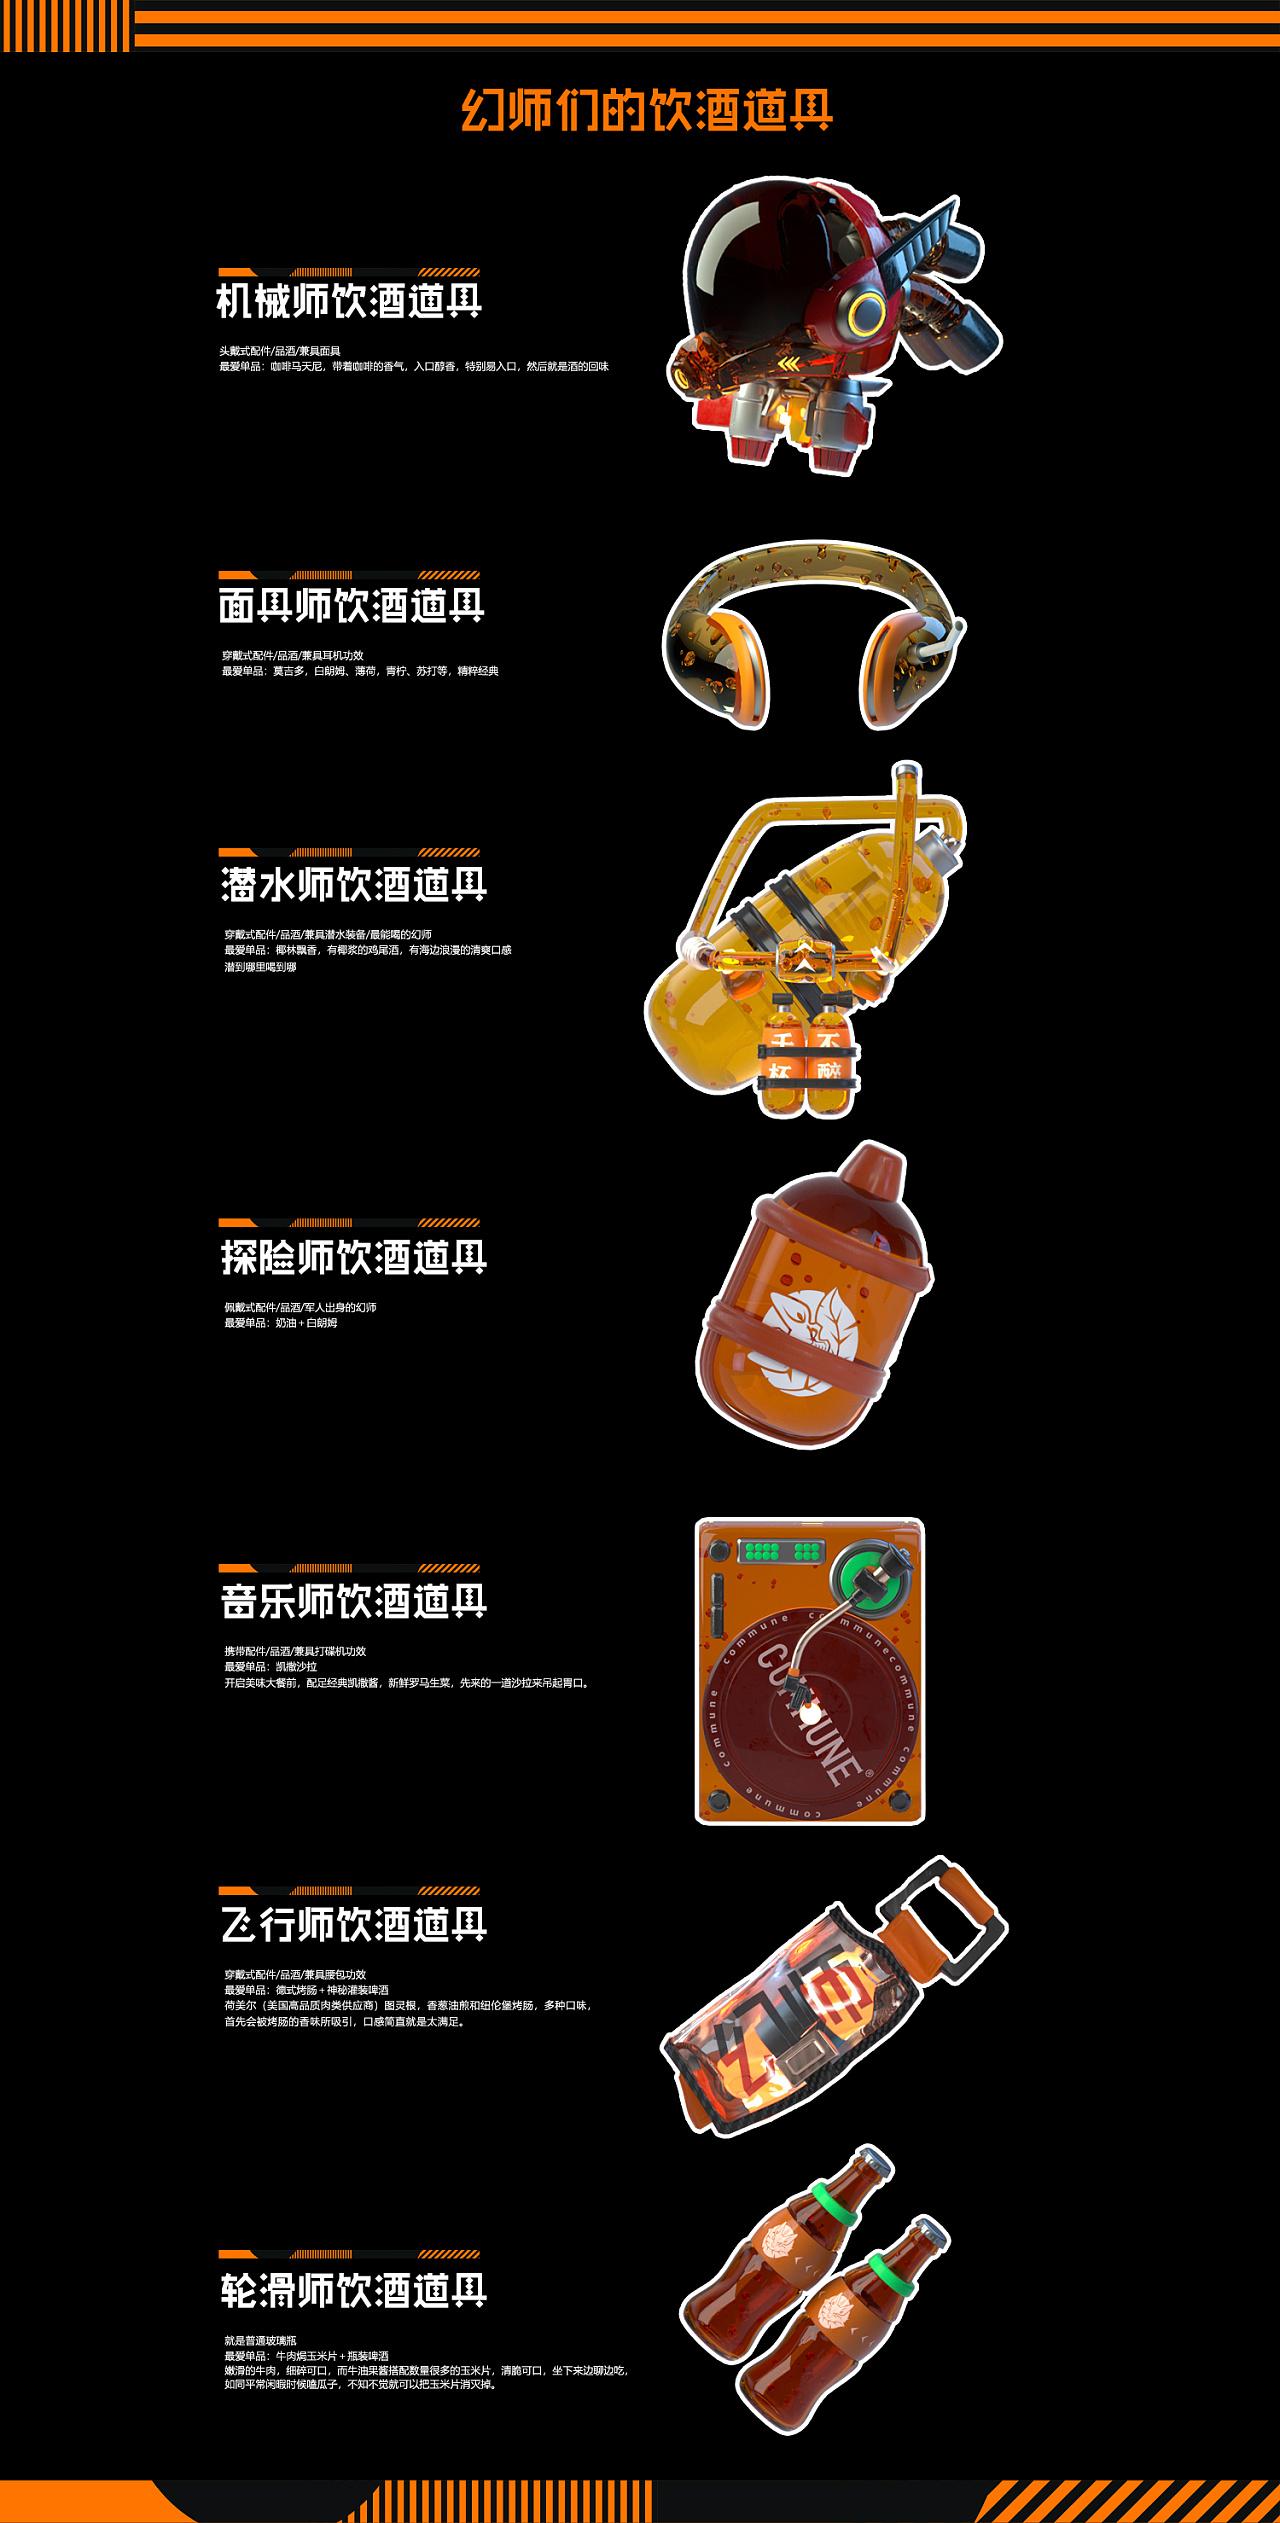 幻师们的饮酒道具
机械师饮酒道具
头戴式配件/品酒/兼具面具
最爱单品：咖啡马天尼，带着咖啡的香气，入口醇香，特别易入口，然后就是酒的回味
面具师饮酒道具
穿戴式配件/品酒/兼具耳机功效
最爱单品：莫吉多，白朗姆、薄荷，青柠、苏打等，精粹经典
潜水师饮酒道具
穿戴式配件/品酒/兼具潜水装备/最能喝的幻师
最爱单品：椰林飘香，有椰浆的鸡尾酒，有海边浪漫的清爽口感
潜到哪里喝到哪
千杯
不醉
探险师饮酒道具
佩戴式配件/品酒/军人出身的幻师
最爱单品：奶油+白朗姆
音乐师饮酒道具
携带配件/品酒/兼具打碟机功效
最爱单品：凯撒沙拉
开启美味大餐前，配足经典凯撒酱，新鲜罗马生菜，先来的一道沙拉来吊起胃口。
commune commune commune commune commune commune
COMMUNE®
飞行师饮酒道具
穿戴式配件/品酒/兼具腰包功效
最爱单品：德式烤肠+神秘灌装啤酒
荷美尔（美国高品质肉类供应商）图灵根，香葱油煎和纽伦堡烤肠，多种口味，
首先会被烤肠的香味所吸引，口感简直就是太满足。
轮滑师饮酒道具
就是普通玻璃瓶
最爱单品：牛肉焗玉米片+瓶装啤酒
嫩滑的牛肉，细碎可口，而牛油果酱搭配数量很多的玉米片，清脆可口，坐下来边聊边吃，
如同平常闲暇时候嗑瓜子，不知不觉就可以把玉米片消灭掉。